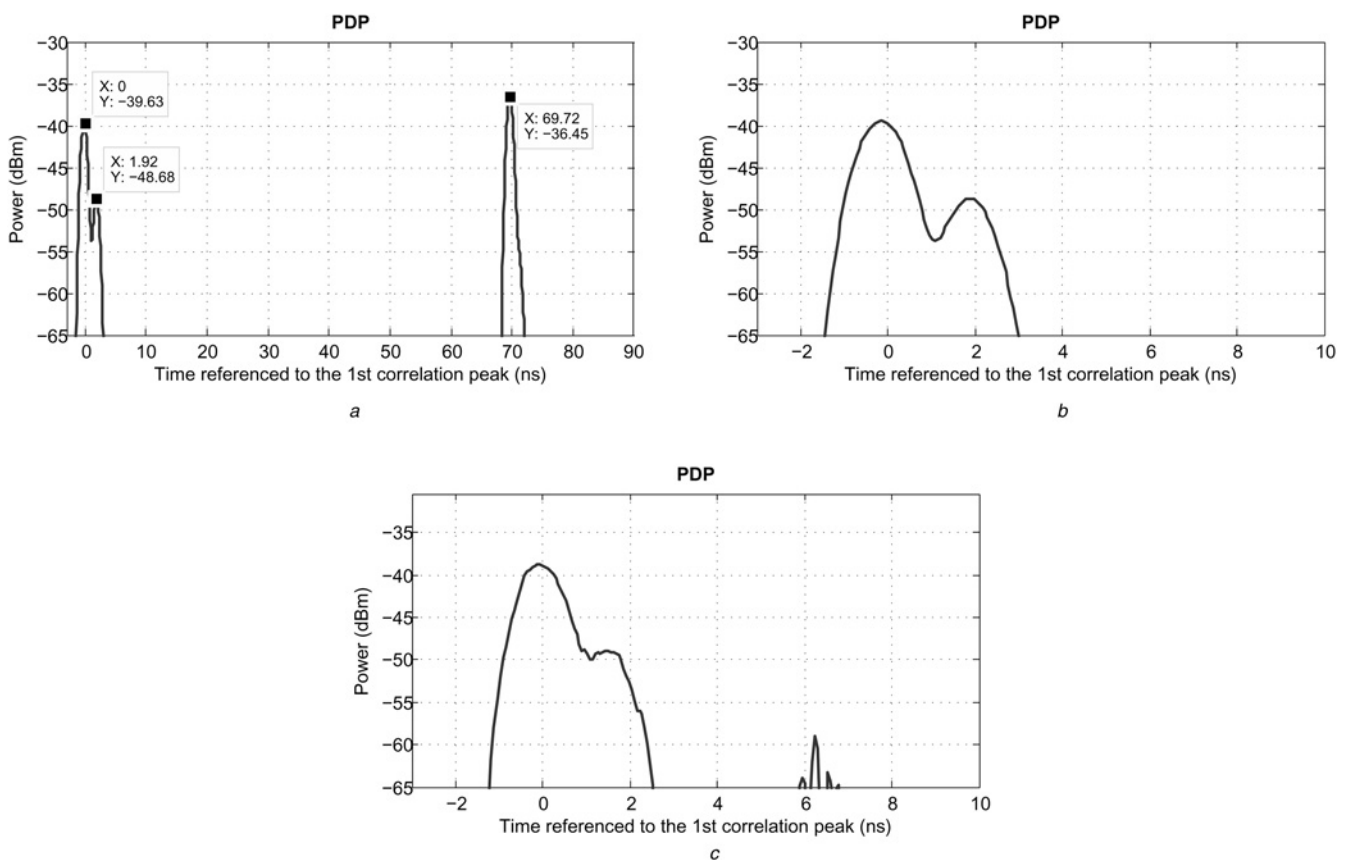 PDP
−30
−35
−40
−45
−50
−55
−60
−65
Power (dBm)
X: 0
Y: −39.63
X: 1.92
Y: −48.68
X: 69.72
Y: −36.45
0 10 20 30 40 50 60 70 80 90
Time referenced to the 1st correlation peak (ns)
a
PDP
−30
−35
−40
−45
−50
−55
−60
−65
Power (dBm)
−2 0 2 4 6 8 10
Time referenced to the 1st correlation peak (ns)
b
PDP
−35
−40
−45
−50
−55
−60
−65
Power (dBm)
−2 0 2 4 6 8 10
Time referenced to the 1st correlation peak (ns)
c